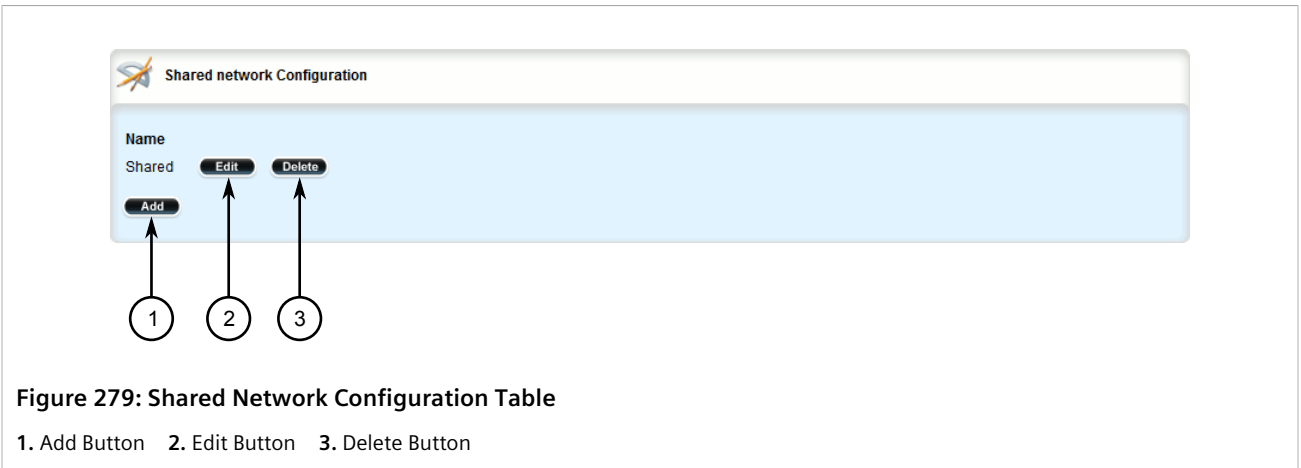 Shared network Configuration
Name
Shared Edit Delete
Add
1 2 3
Figure 279: Shared Network Configuration Table
1. Add Button 2. Edit Button 3. Delete Button